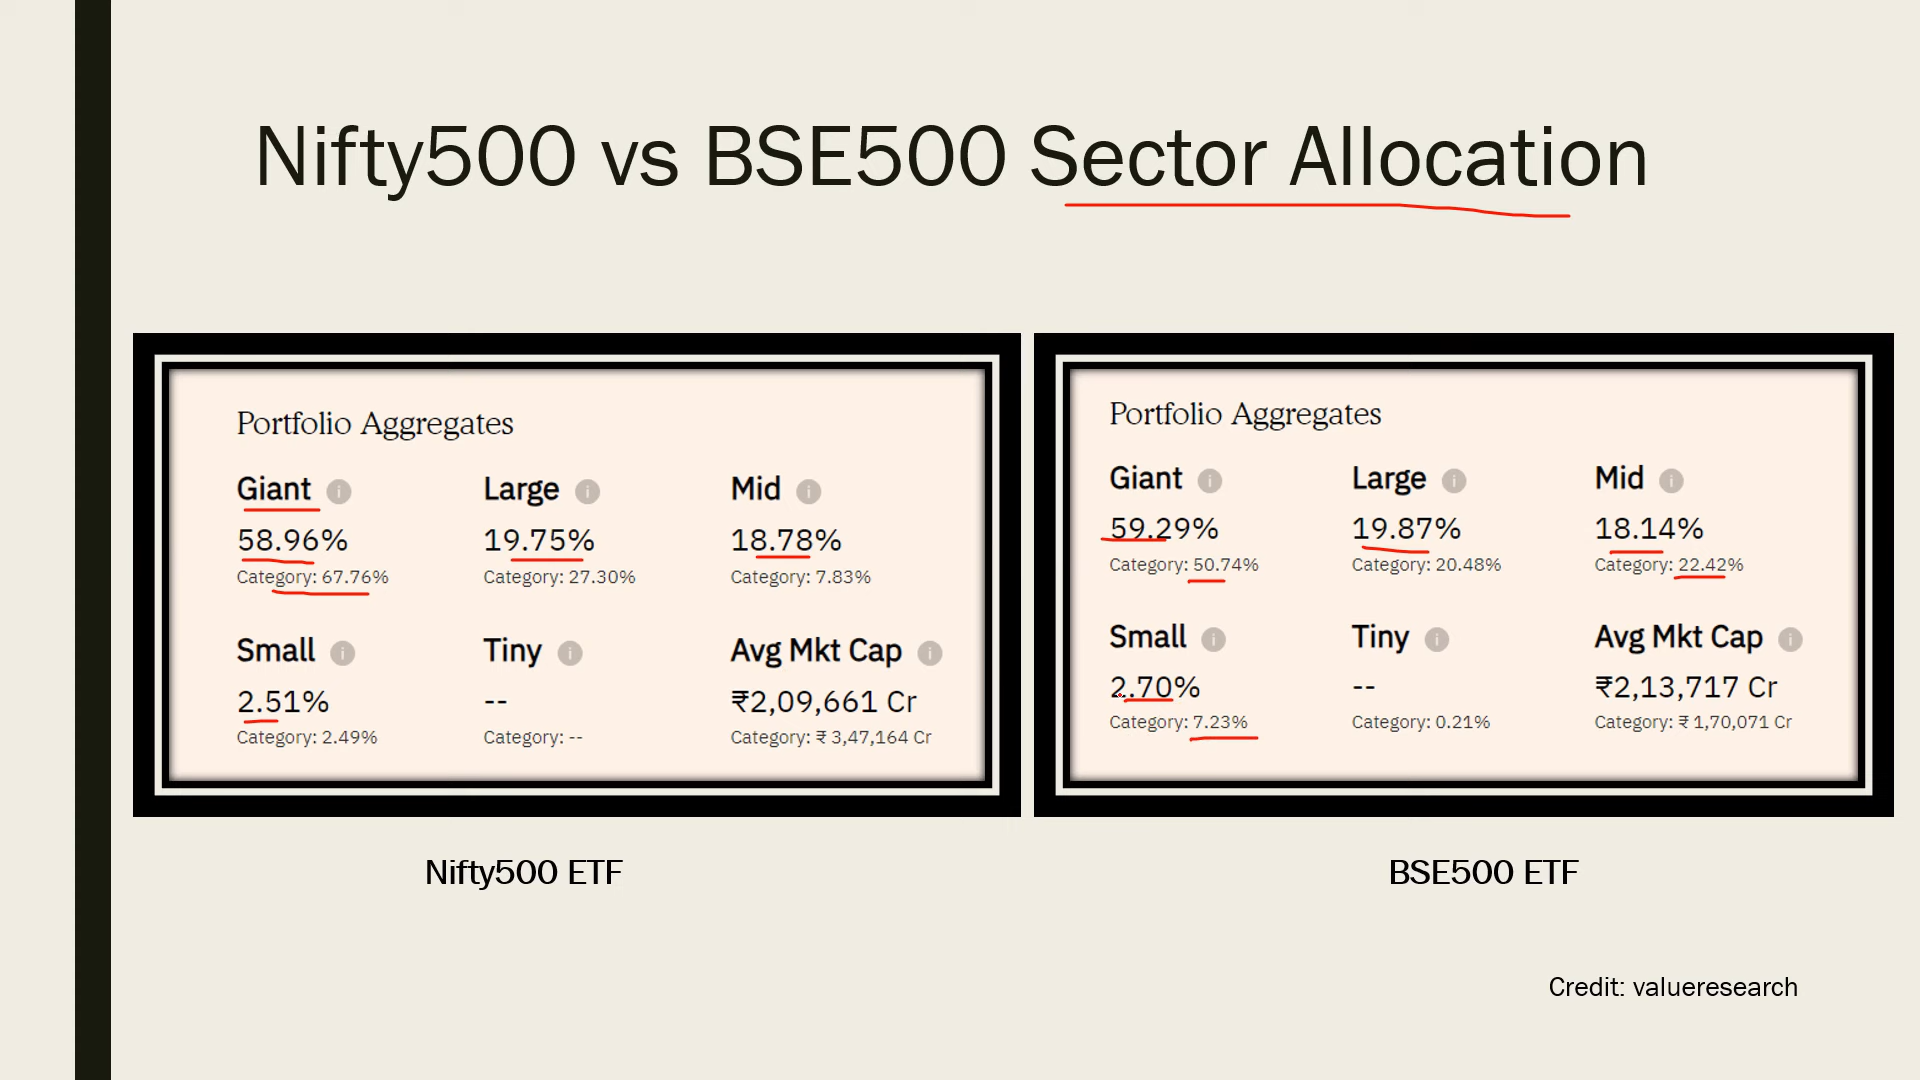 Nifty500 vs BSE500 Sector Allocation
Portfolio Aggregates
Giant i Large i Mid i
58.96% 19.75% 18.78%
Category: 67.76% Category: 27.30% Category: 7.83%
Small i Tiny i Avg Mkt Cap i
2.51% -- ₹2,09,661 Cr
Category: 2.49% Category: -- Category: ₹ 3,47,164 Cr
Nifty500 ETF
Portfolio Aggregates
Giant i Large i Mid i
59.29% 19.87% 18.14%
Category: 50.74% Category: 20.48% Category: 22.42%
Small i Tiny i Avg Mkt Cap i
2.70% -- ₹2,13,717 Cr
Category: 7.23% Category: 0.21% Category: ₹ 1,70,071 Cr
BSE500 ETF
Credit: valueresearch